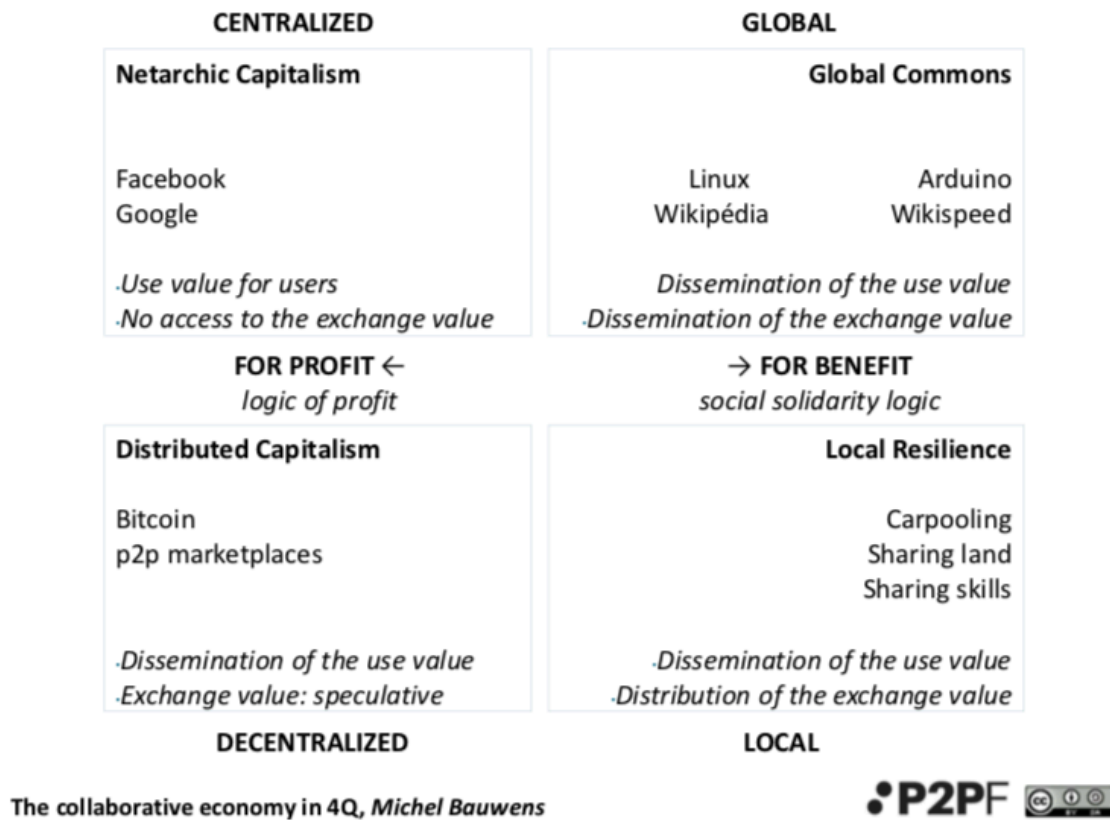 CENTRALIZED GLOBAL
Netarchic Capitalism
Facebook
Google
·Use value for users
·No access to the exchange value
Global Commons
Linux Arduino
Wikipédia Wikispeed
Dissemination of the use value
·Dissemination of the exchange value
FOR PROFIT ← → FOR BENEFIT
logic of profit social solidarity logic
Distributed Capitalism
Bitcoin
p2p marketplaces
·Dissemination of the use value
·Exchange value: speculative
Local Resilience
Carpooling
Sharing land
Sharing skills
·Dissemination of the use value
·Distribution of the exchange value
DECENTRALIZED LOCAL
The collaborative economy in 4Q, Michel Bauwens
P2PF
cc